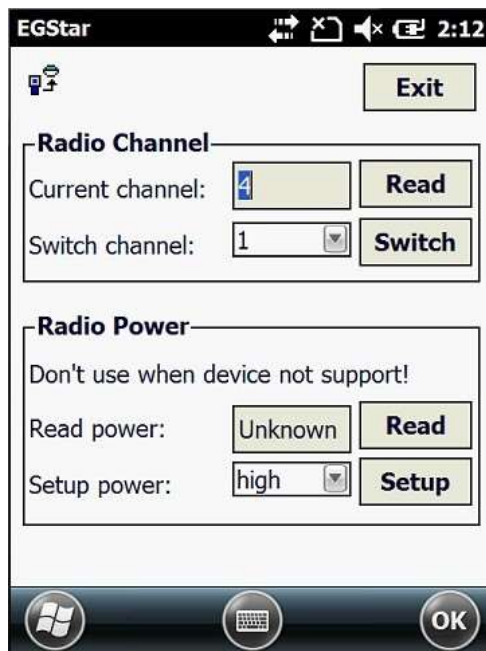 EGStar 2:12
Exit
Radio Channel
Current channel: 4 Read
Switch channel: 1 Switch
Radio Power
Don't use when device not support!
Read power: Unknown Read
Setup power: high Setup
OK